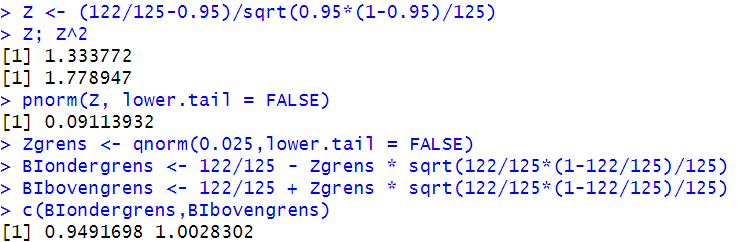 > Z <- (122/125-0.95)/sqrt(0.95*(1-0.95)/125)
> Z; Z^2
[1] 1.333772
[1] 1.778947
> pnorm(Z, lower.tail = FALSE)
[1] 0.09113932
> Zgrens <- qnorm(0.025,lower.tail = FALSE)
> BIondergrens <- 122/125 - Zgrens * sqrt(122/125*(1-122/125)/125)
> BIbovengrens <- 122/125 + Zgrens * sqrt(122/125*(1-122/125)/125)
> c(BIondergrens,BIbovengrens)
[1] 0.9491698 1.0028302